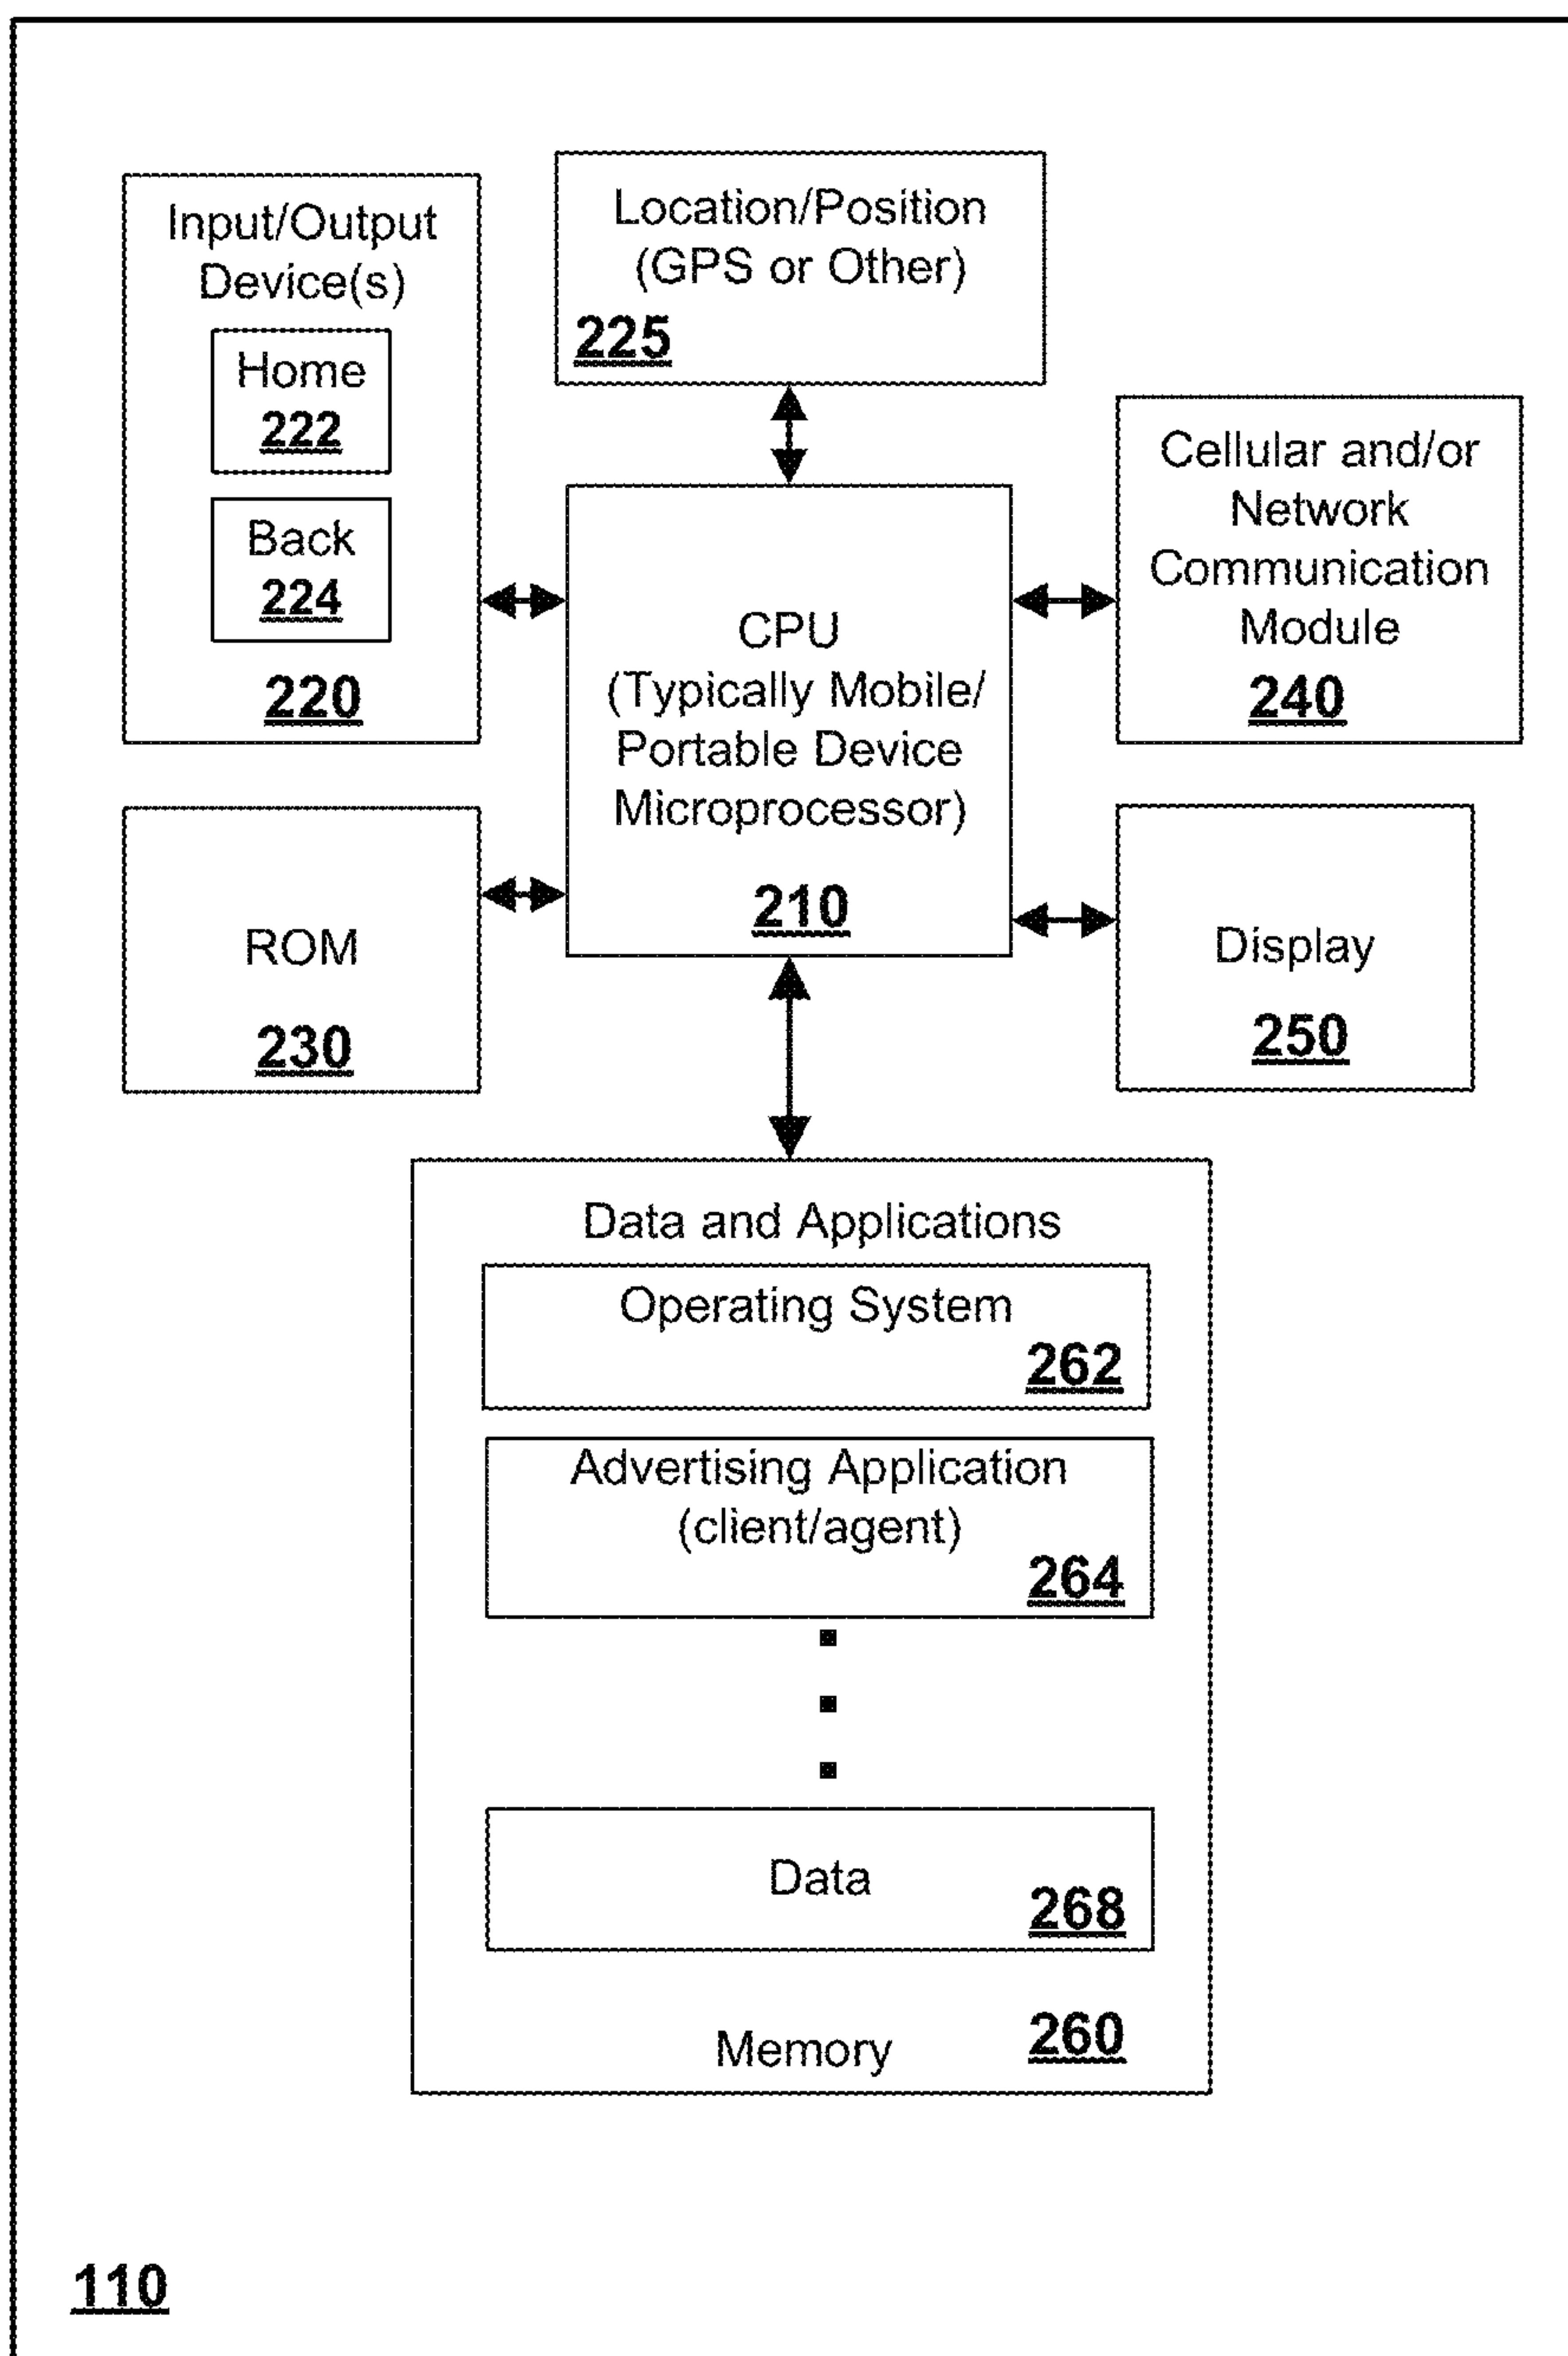 Input/Output
Device(s)
Home
222
Back
224
220
Location/Position
(GPS or Other)
225
Cellular and/or
Network
Communication
Module
240
CPU
(Typically Mobile/
Portable Device
Microprocessor)
210
ROM
230
Display
250
Data and Applications
Operating System
262
Advertising Application
(client/agent)
264
Data
268
Memory
260
110